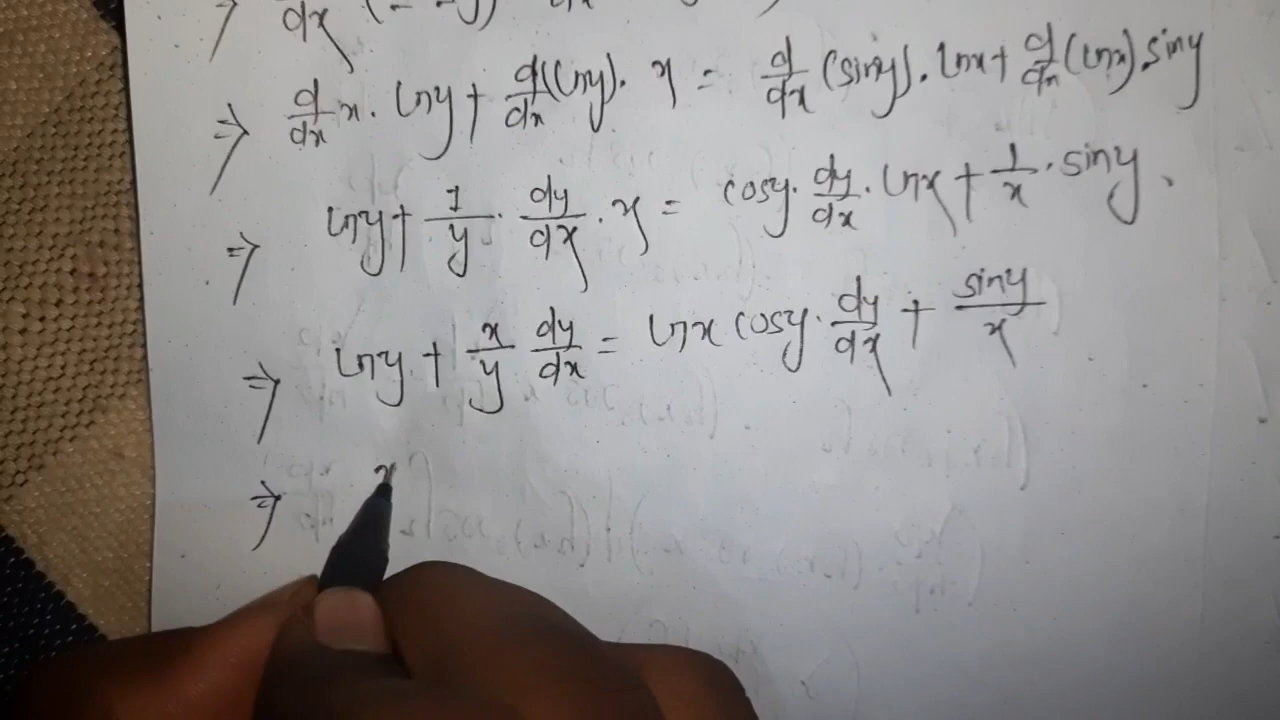 ⇒ d/dx (
⇒ d/dx x. lny + d/dx (lny). x = d/dx (siny). lnx + d/dx (lnx). siny
⇒ lny + 1/y . dy/dx . x = cosy. dy/dx . lnx + 1/x . siny.
⇒ lny + x/y dy/dx = lnx cosy. dy/dx + siny/x
⇒ x